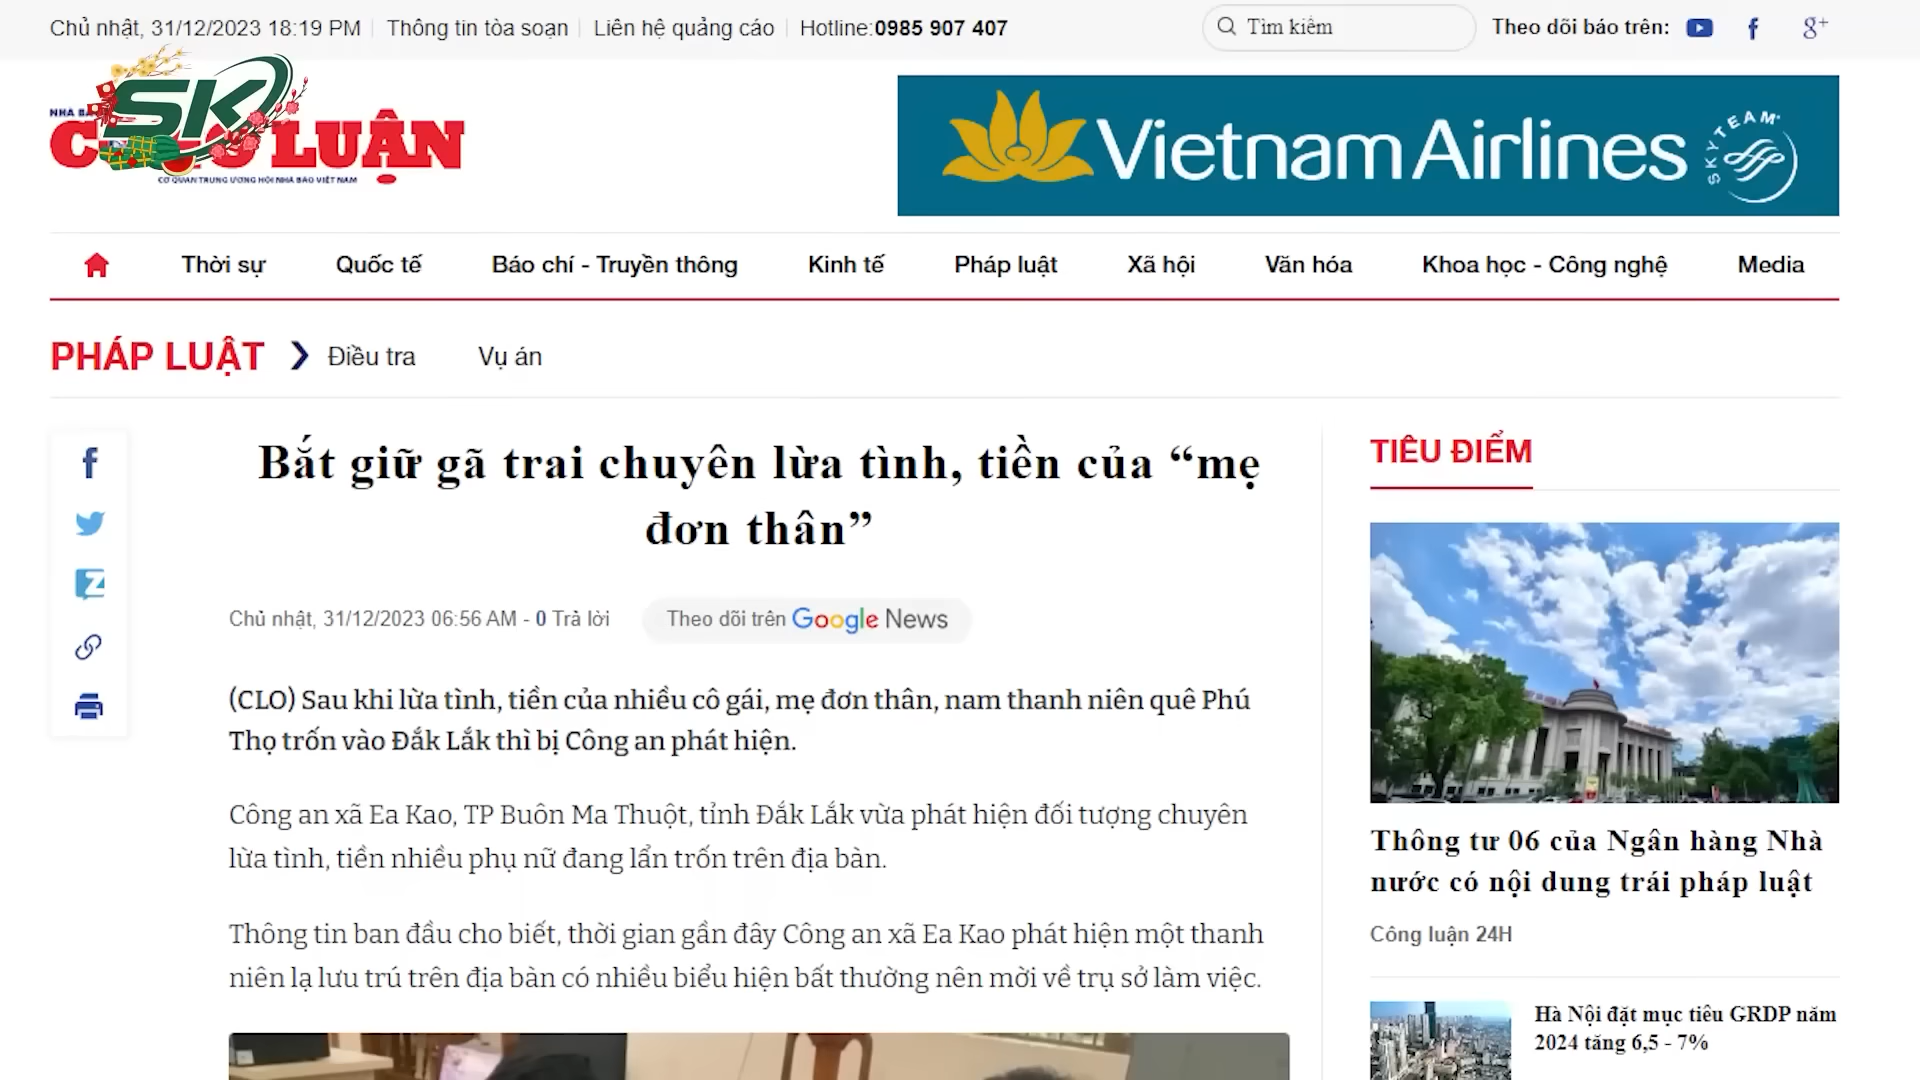 Chủ nhật, 31/12/2023 18:19 PM
Thông tin tòa soạn
Liên hệ quảng cáo
Hotline:0985 907 407
Tìm kiếm
Theo dõi báo trên:
SK
LUẬN
CƠ QUAN TRUNG ƯƠNG HỘI NHÀ BÁO VIỆT NAM
Vietnam Airlines
SKYTEAM
Thời sự
Quốc tế
Báo chí - Truyền thông
Kinh tế
Pháp luật
Xã hội
Văn hóa
Khoa học - Công nghệ
Media
PHÁP LUẬT
Điều tra
Vụ án
Bắt giữ gã trai chuyên lừa tình, tiền của “mẹ
đơn thân”
Chủ nhật, 31/12/2023 06:56 AM - 0 Trả lời
Theo dõi trên Google News
(CLO) Sau khi lừa tình, tiền của nhiều cô gái, mẹ đơn thân, nam thanh niên quê Phú
Thọ trốn vào Đắk Lắk thì bị Công an phát hiện.
Công an xã Ea Kao, TP Buôn Ma Thuột, tỉnh Đắk Lắk vừa phát hiện đối tượng chuyên
lừa tình, tiền nhiều phụ nữ đang lẩn trốn trên địa bàn.
Thông tin ban đầu cho biết, thời gian gần đây Công an xã Ea Kao phát hiện một thanh
niên lạ lưu trú trên địa bàn có nhiều biểu hiện bất thường nên mời về trụ sở làm việc.
TIÊU ĐIỂM
Thông tư 06 của Ngân hàng Nhà
nước có nội dung trái pháp luật
Công luận 24H
Hà Nội đặt mục tiêu GRDP năm
2024 tăng 6,5 - 7%